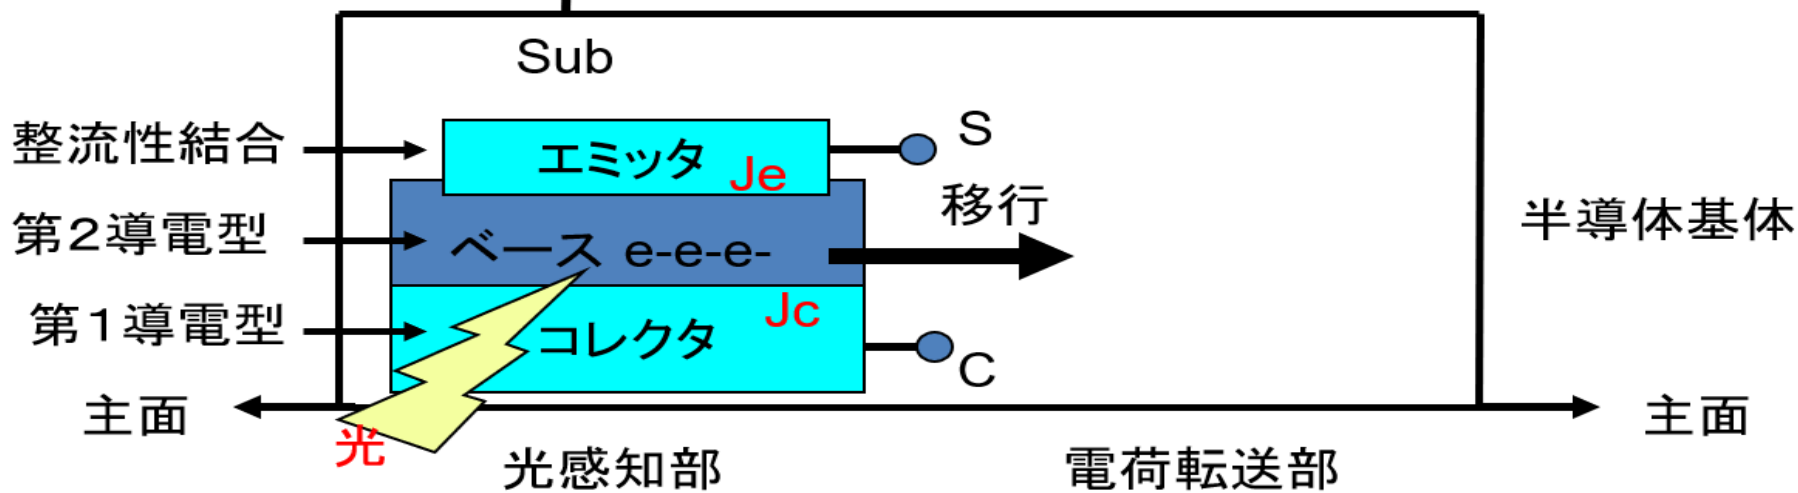 Sub
整流性結合
エミッタ
Je
S
移行
第2導電型
ベース e-e-e-
半導体基体
第1導電型
コレクタ
Jc
C
主面
主面
光
光感知部
電荷転送部